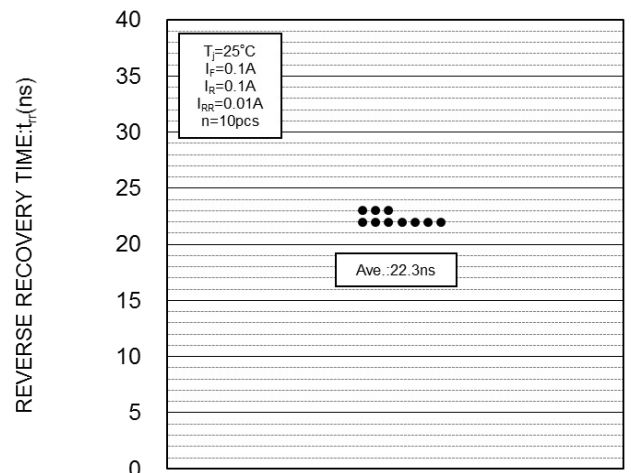 REVERSE RECOVERY TIME:trr(ns)
40
35
30
25
20
15
10
5
0
Tj=25°C
IF=0.1A
IR=0.1A
IRR=0.01A
n=10pcs
Ave.:22.3ns